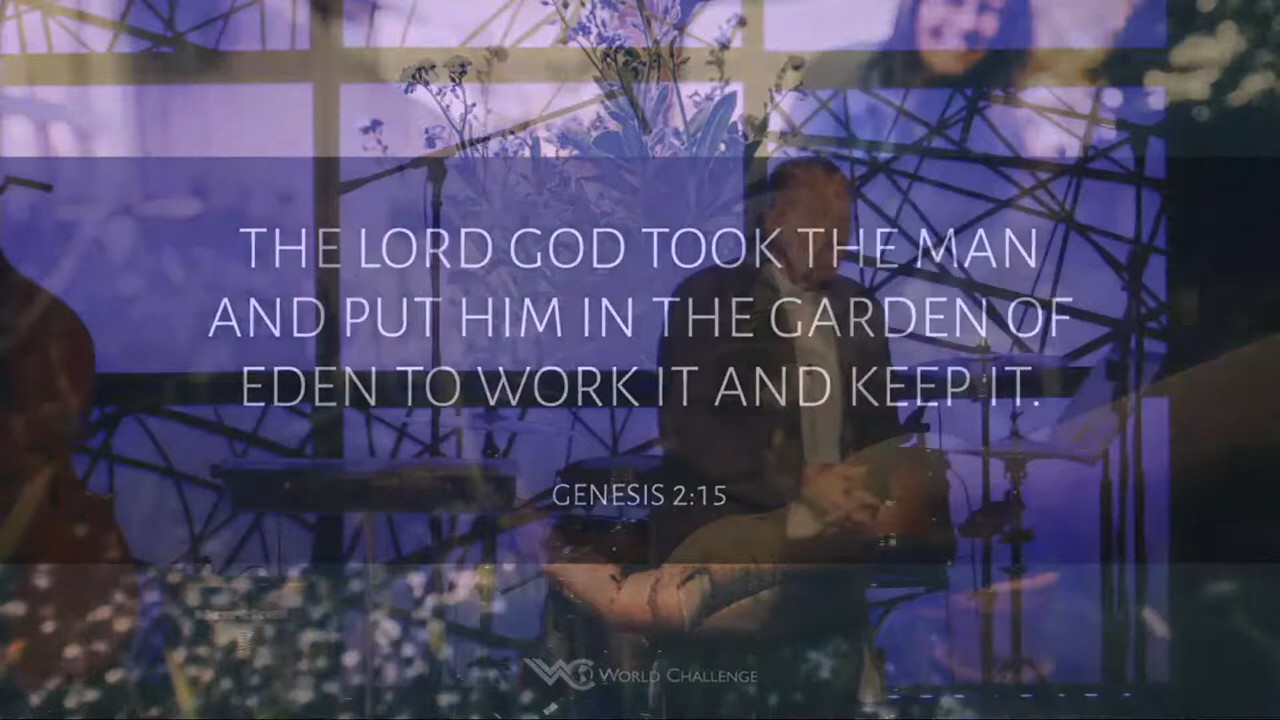 THE LORD GOD TOOK THE MAN
AND PUT HIM IN THE GARDEN OF
EDEN TO WORK IT AND KEEP IT.
GENESIS 2:15
WC WORLD CHALLENGE